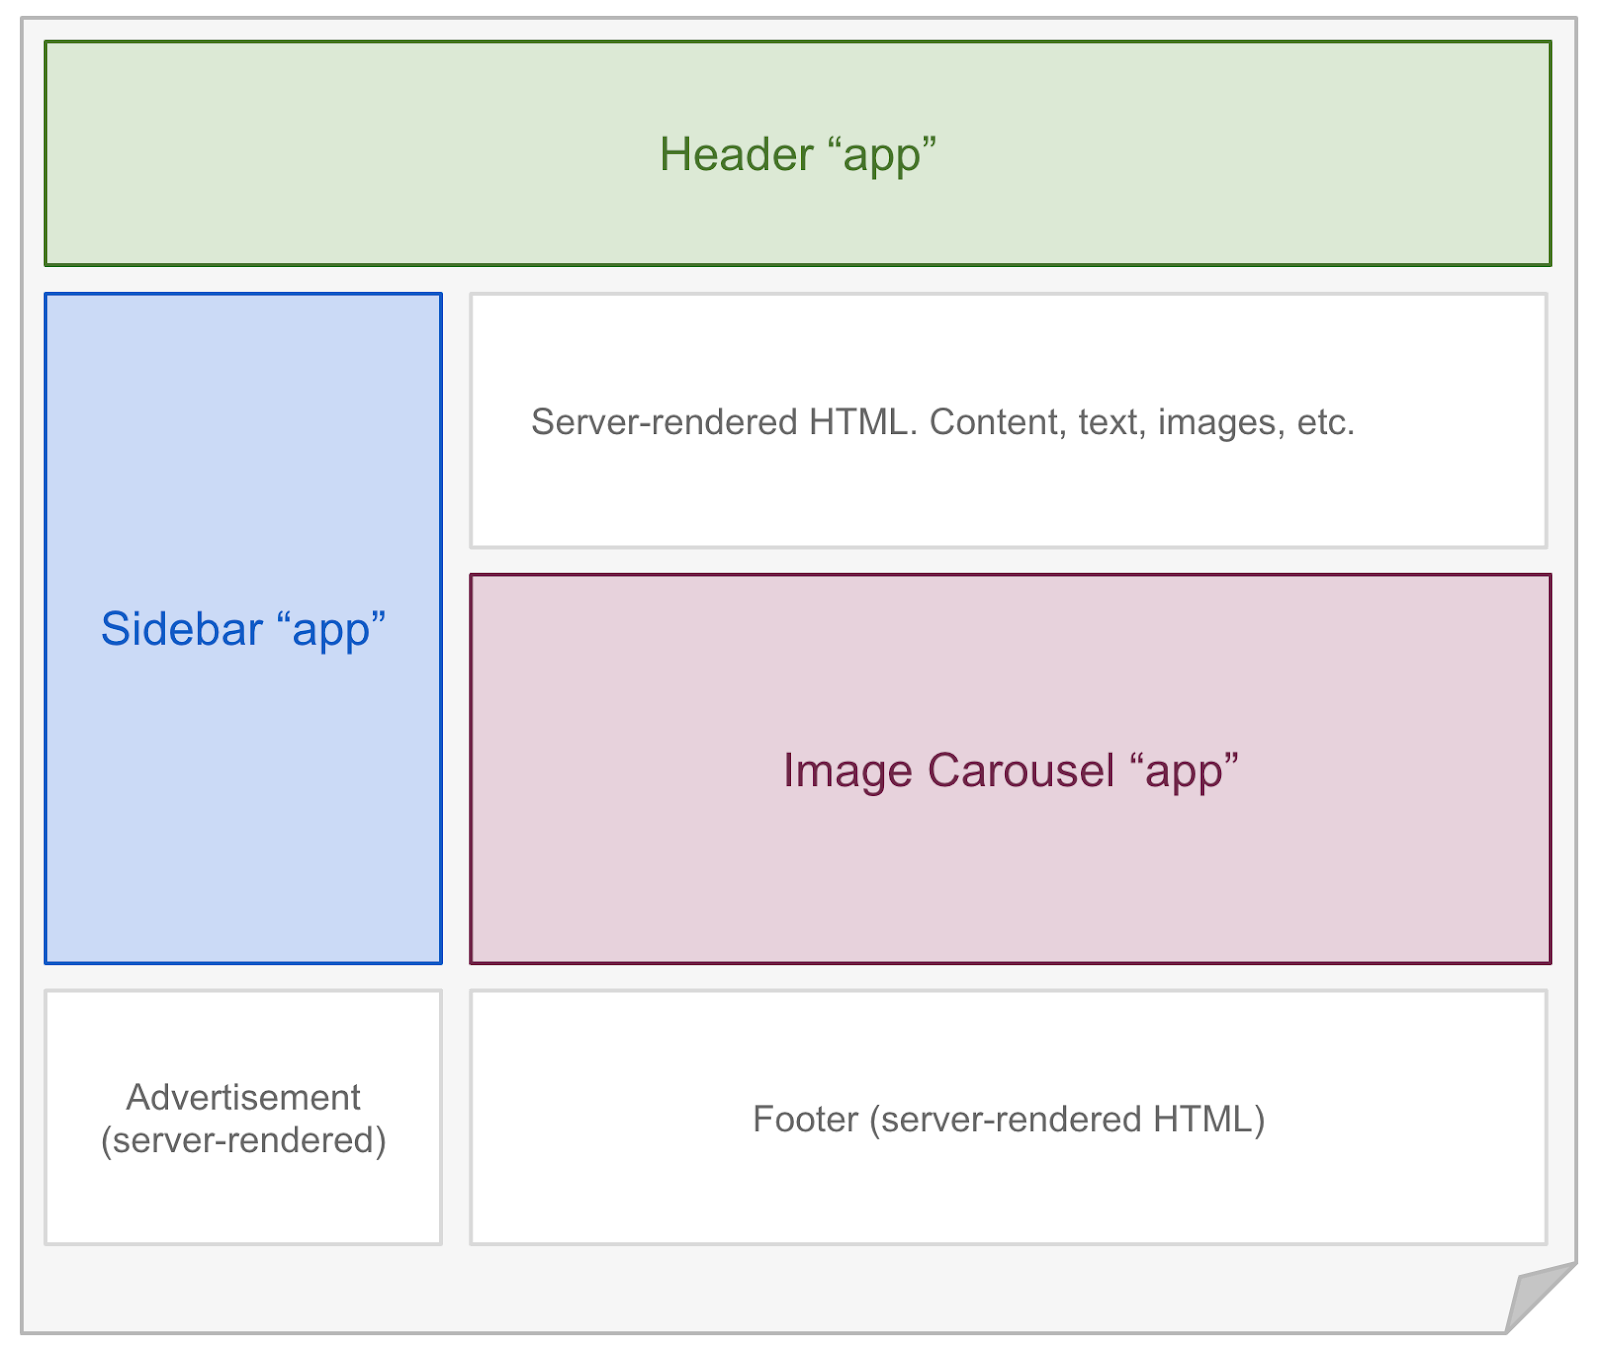 Header “app”
Server-rendered HTML. Content, text, images, etc.
Sidebar “app”
Image Carousel “app”
Advertisement
(server-rendered)
Footer (server-rendered HTML)